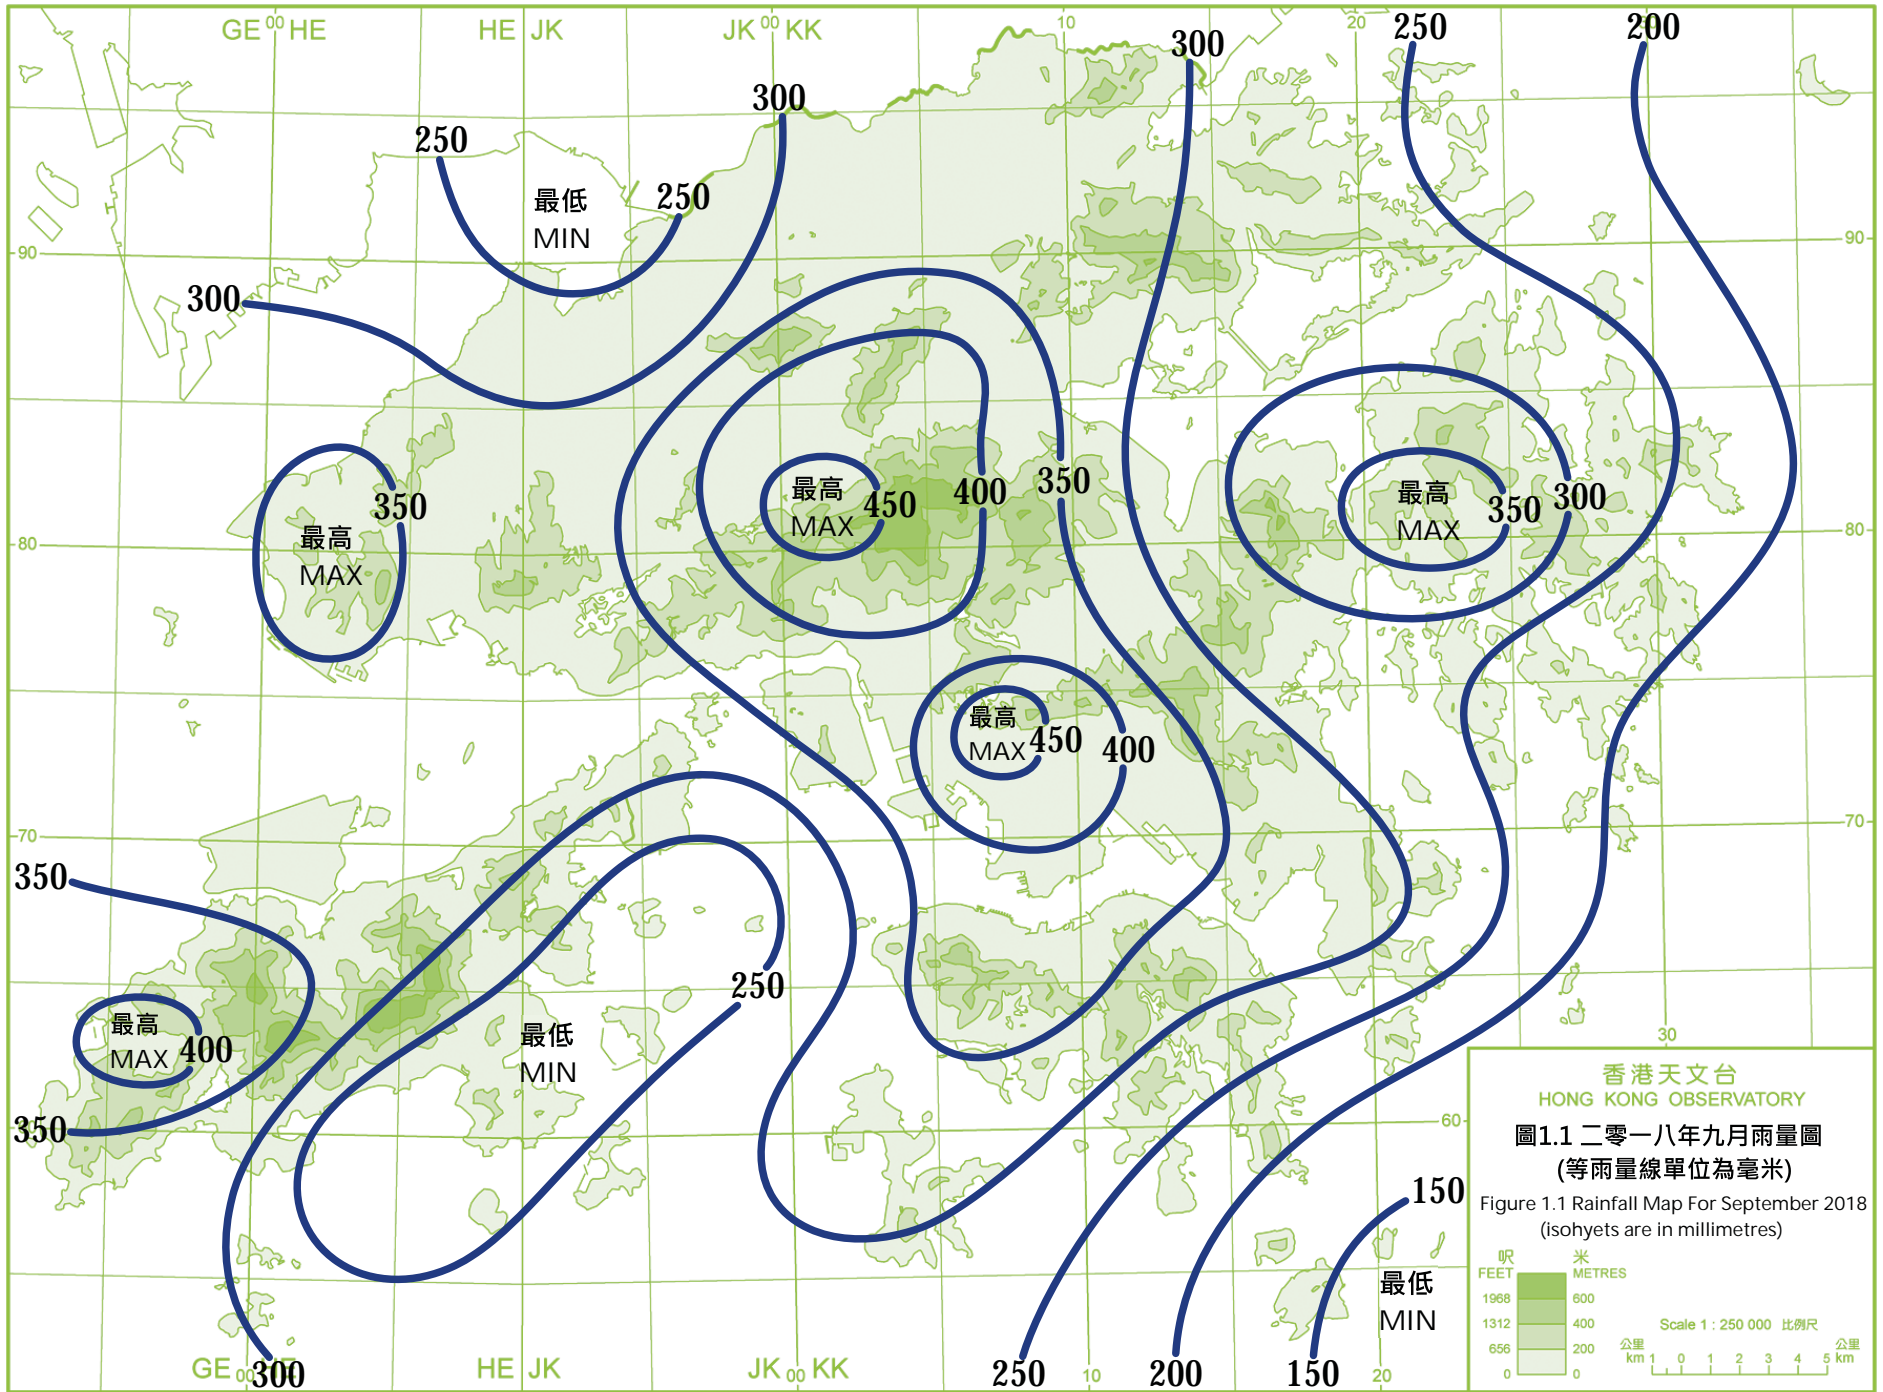 GE 00 HE
HE JK
JK 00 KK
10
20
250
200
300
300
250
250
最低
MIN
90
90
300
350
最高
MAX
最高
MAX
450
400
350
最高
MAX
350
300
80
80
最高
MAX
450
400
70
70
350
250
最高
MAX
400
最低
MIN
350
30
60
150
最低
MIN
GE 00 HE
300
HE JK
JK 00 KK
250
10
200
150
20
香港天文台
HONG KONG OBSERVATORY
圖1.1 二零一八年九月雨量圖
(等雨量線單位為毫米)
Figure 1.1 Rainfall Map For September 2018
(isohyets are in millimetres)
呎 米
FEET METRES
1968 600
1312 400
656 200
0 0
Scale 1 : 250 000 比例尺
公里 公里
km 1 0 1 2 3 4 5 km